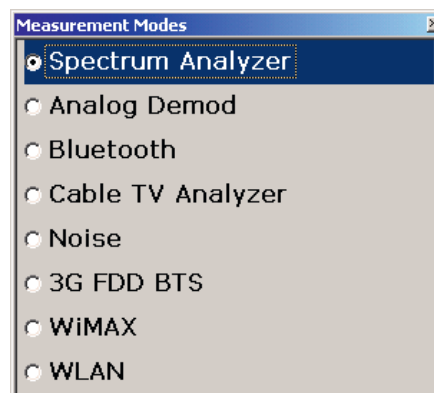 Measurement Modes
Spectrum Analyzer
Analog Demod
Bluetooth
Cable TV Analyzer
Noise
3G FDD BTS
WiMAX
WLAN